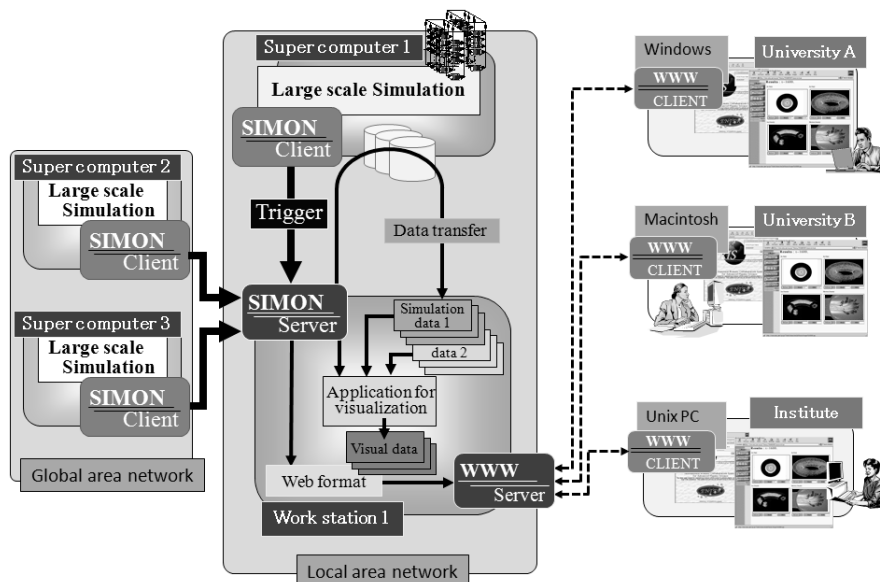 Super computer 1
Large scale Simulation
SIMON
Client
Trigger
Data transfer
Super computer 2
Large scale
Simulation
SIMON
Client
Super computer 3
Large scale
Simulation
SIMON
Client
Global area network
SIMON
Server
Simulation
data 1
data 2
Application for
visualization
Visual data
Web format
WWW
Server
Work station 1
Local area network
Windows
University A
WWW
CLIENT
Macintosh
University B
WWW
CLIENT
Unix PC
Institute
WWW
CLIENT